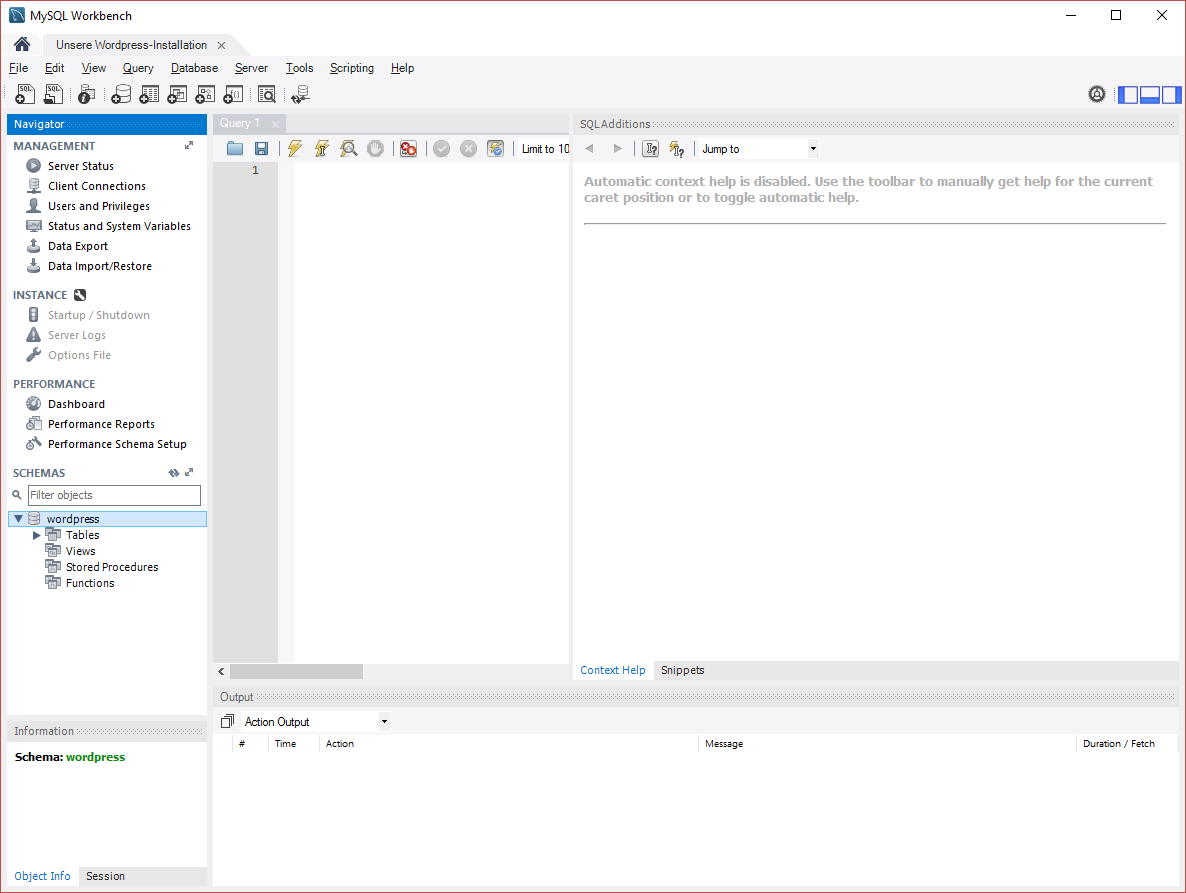 MySQL Workbench
Unsere Wordpress-Installation
File Edit View Query Database Server Tools Scripting Help
Navigator
MANAGEMENT
Server Status
Client Connections
Users and Privileges
Status and System Variables
Data Export
Data Import/Restore
INSTANCE
Startup / Shutdown
Server Logs
Options File
PERFORMANCE
Dashboard
Performance Reports
Performance Schema Setup
SCHEMAS
Filter objects
wordpress
Tables
Views
Stored Procedures
Functions
Information
Schema: wordpress
Object Info Session
Query 1
Limit to 10
1
SQLAdditions
Jump to
Automatic context help is disabled. Use the toolbar to manually get help for the current
caret position or to toggle automatic help.
Context Help Snippets
Output
Action Output
# Time Action Message Duration / Fetch